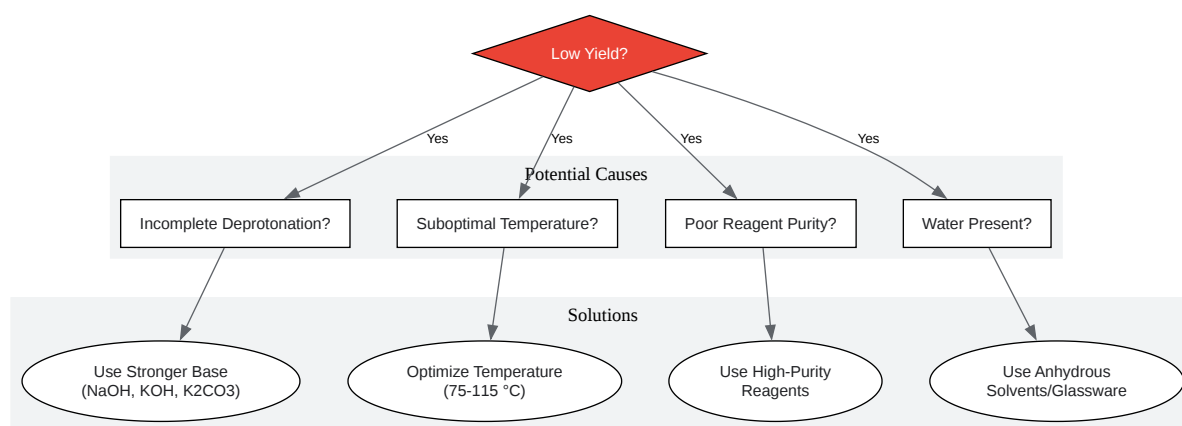 Low Yield?
Yes
Yes
Yes
Yes
Potential Causes
Incomplete Deprotonation?
Suboptimal Temperature?
Poor Reagent Purity?
Water Present?
Solutions
Use Stronger Base
(NaOH, KOH, K2CO3)
Optimize Temperature
(75-115 °C)
Use High-Purity
Reagents
Use Anhydrous
Solvents/Glassware